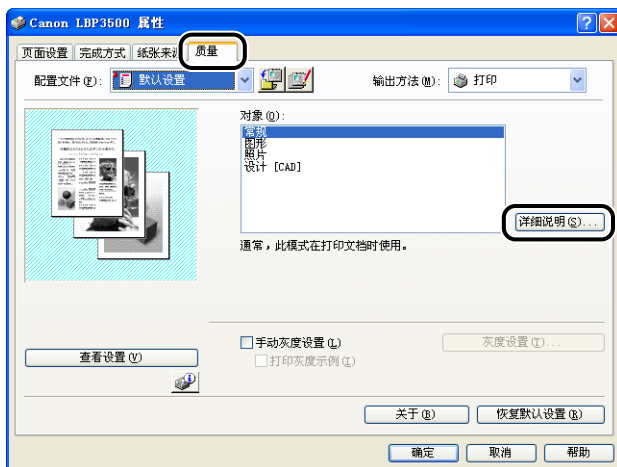 Canon LBP3500 属性
页面设置 完成方式 纸张来 质量
配置文件(F): 默认设置 输出方法(M): 打印
对象(O):
常规
图形
照片
设计 [CAD]
详细说明(S)...
通常，此模式在打印文档时使用。
手动灰度设置(L) 灰度设置(T)...
打印灰度示例(I)
查看设置(V)
关于(B) 恢复默认设置(R)
确定 取消 帮助